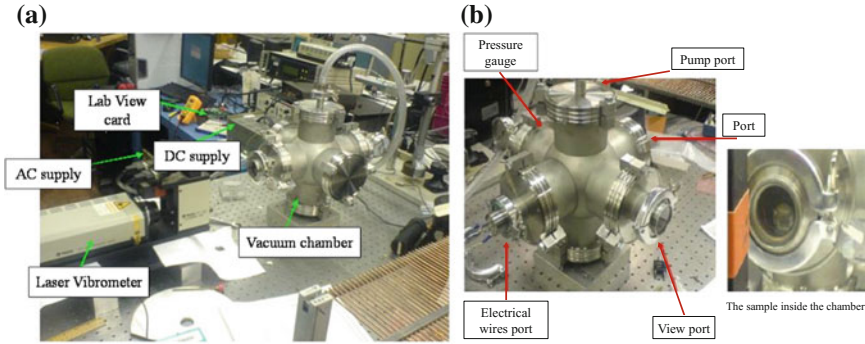 (a)
Lab View
card
DC supply
AC supply
Vacuum chamber
Laser Vibrometer
(b)
Pressure
gauge
Pump port
Port
Electrical
wires port
View port
The sample inside the chamber